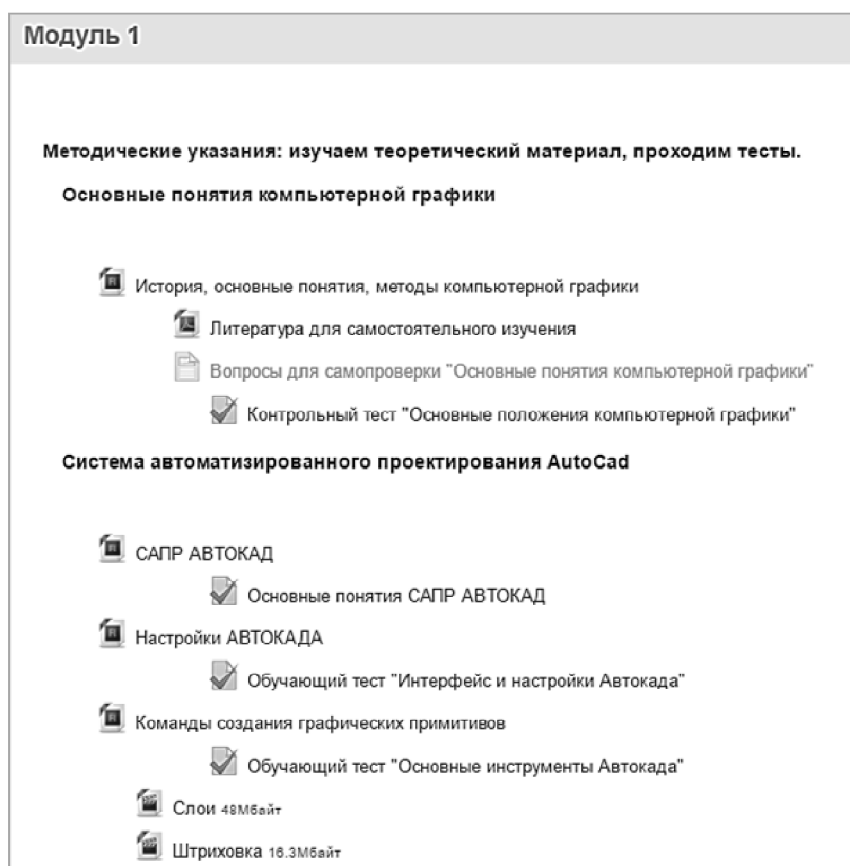 Модуль 1
Методические указания: изучаем теоретический материал, проходим тесты.
Основные понятия компьютерной графики
История, основные понятия, методы компьютерной графики
Литература для самостоятельного изучения
Вопросы для самопроверки "Основные понятия компьютерной графики"
Контрольный тест "Основные положения компьютерной графики"
Система автоматизированного проектирования AutoCad
САПР АВТОКАД
Основные понятия САПР АВТОКАД
Настройки АВТОКАДА
Обучающий тест "Интерфейс и настройки Автокада"
Команды создания графических примитивов
Обучающий тест "Основные инструменты Автокада"
Слои 48Мбайт
Штриховка 16.3Мбайт